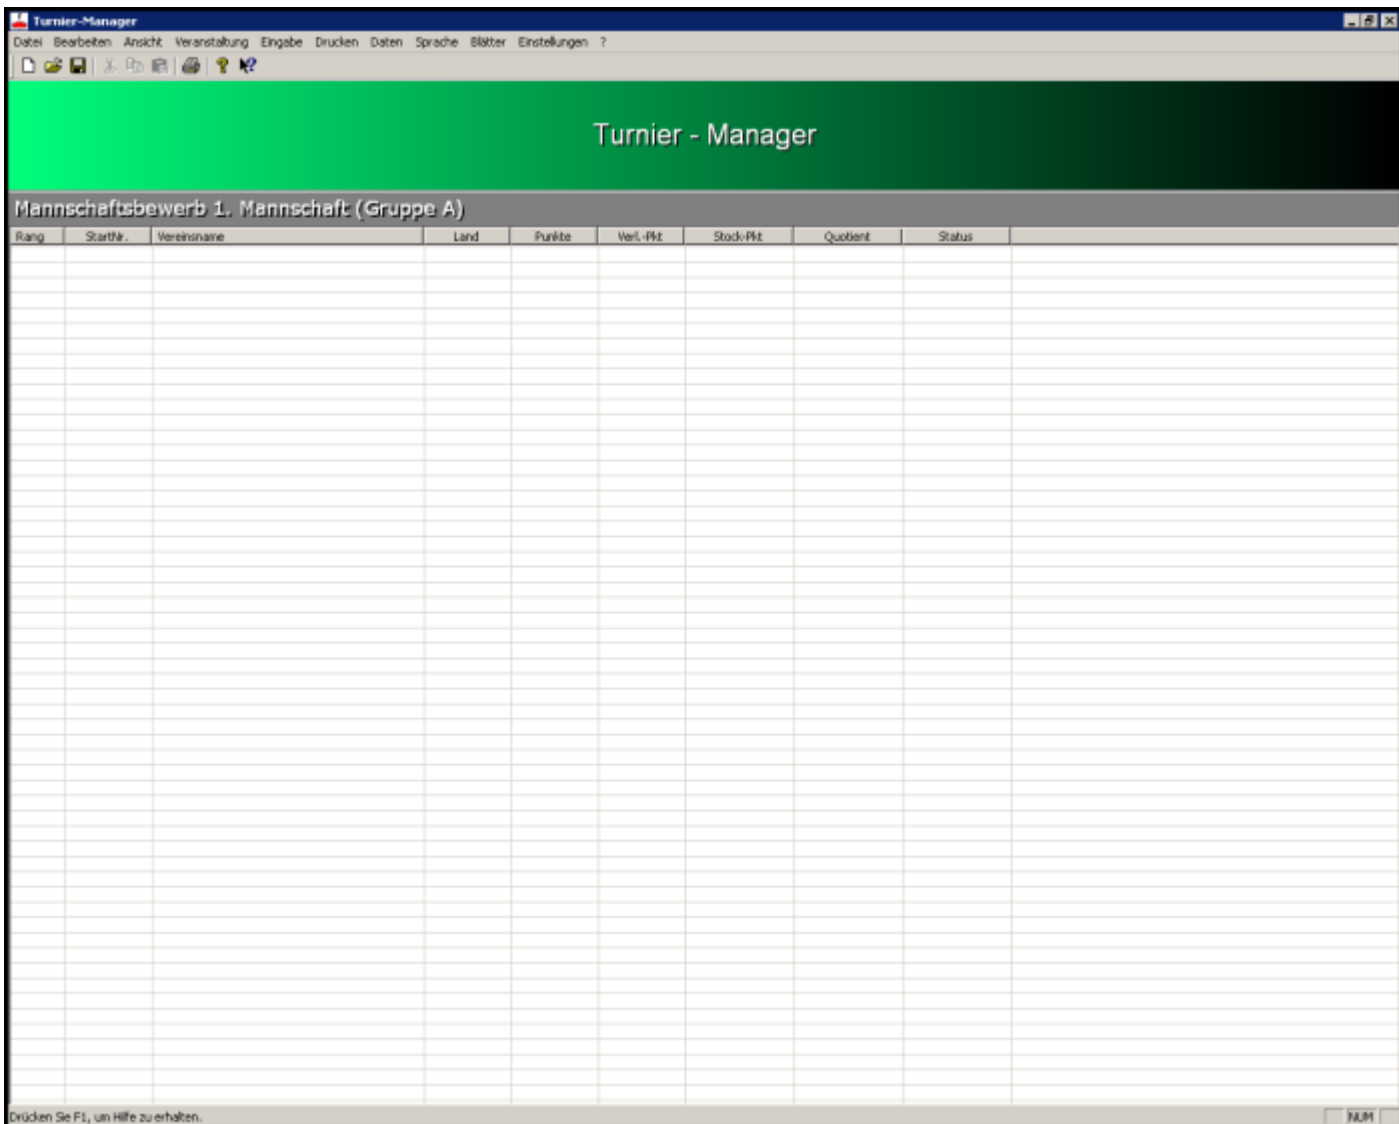 Turnier-Manager
Datei Bearbeiten Ansicht Veranstaltung Eingabe Drucken Daten Sprache Blätter Einstellungen ?
Turnier - Manager
Mannschaftsbewerb 1. Mannschaft (Gruppe A)
Rang StartNr. Vereinsname Land Punkte Verl.-Pkt Stock-Pkt Quotient Status
Drücken Sie F1, um Hilfe zu erhalten. NUM